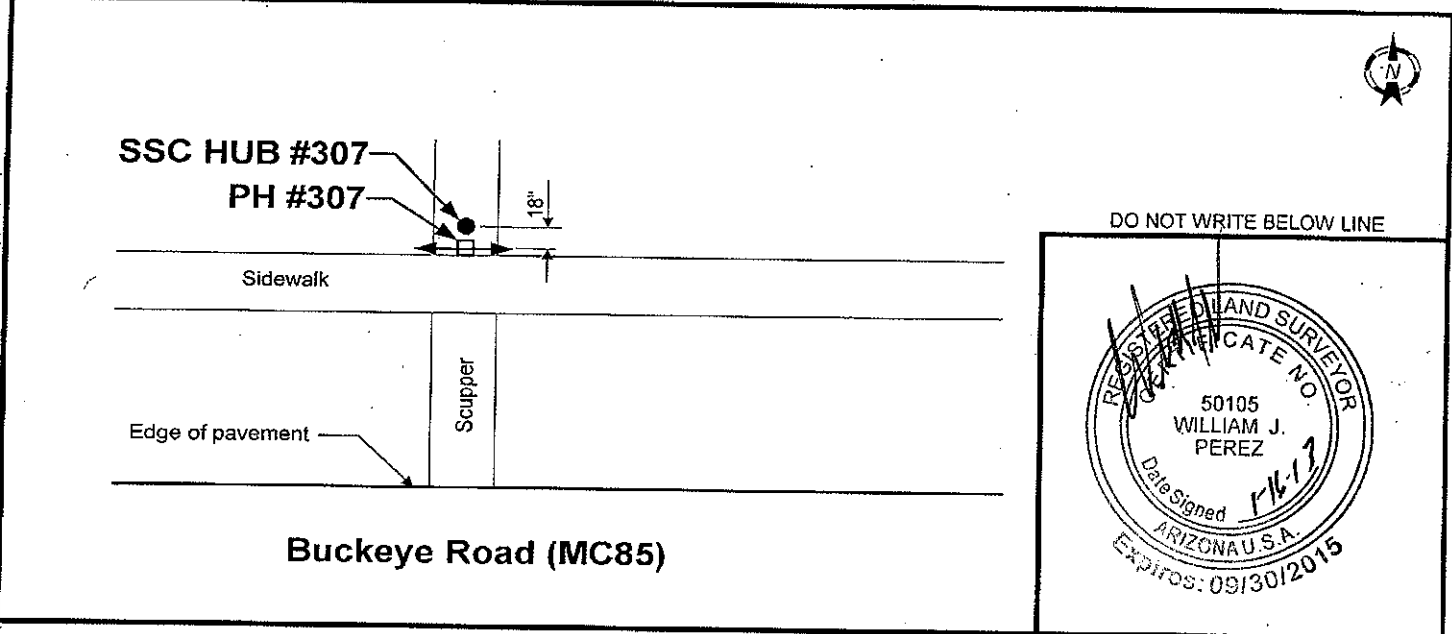 N
SSC HUB #307
PH #307
18"
DO NOT WRITE BELOW LINE
Sidewalk
Scupper
Edge of pavement
Buckeye Road (MC85)
REGISTERED LAND SURVEYOR
CERTIFICATE NO.
50105
WILLIAM J.
PEREZ
Date Signed
ARIZONA U.S.A.
Expires: 09/30/2015